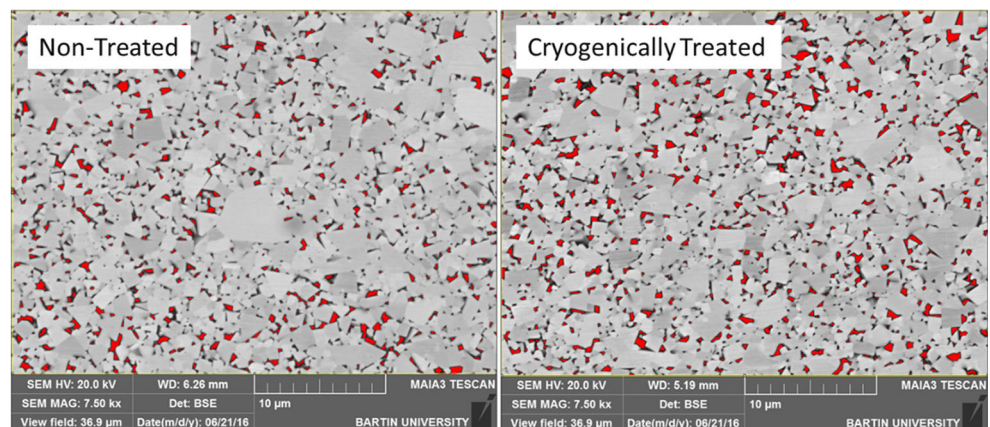 Non-Treated
Cryogenically Treated
SEM HV: 20.0 kV WD: 6.26 mm MAIA3 TESCAN
SEM MAG: 7.50 kx Det: BSE 10 µm
View field: 36.9 µm Date(m/d/y): 06/21/16 BARTIN UNIVERSITY
SEM HV: 20.0 kV WD: 5.19 mm MAIA3 TESCAN
SEM MAG: 7.50 kx Det: BSE 10 µm
View field: 36.9 µm Date(m/d/y): 06/21/16 BARTIN UNIVERSITY